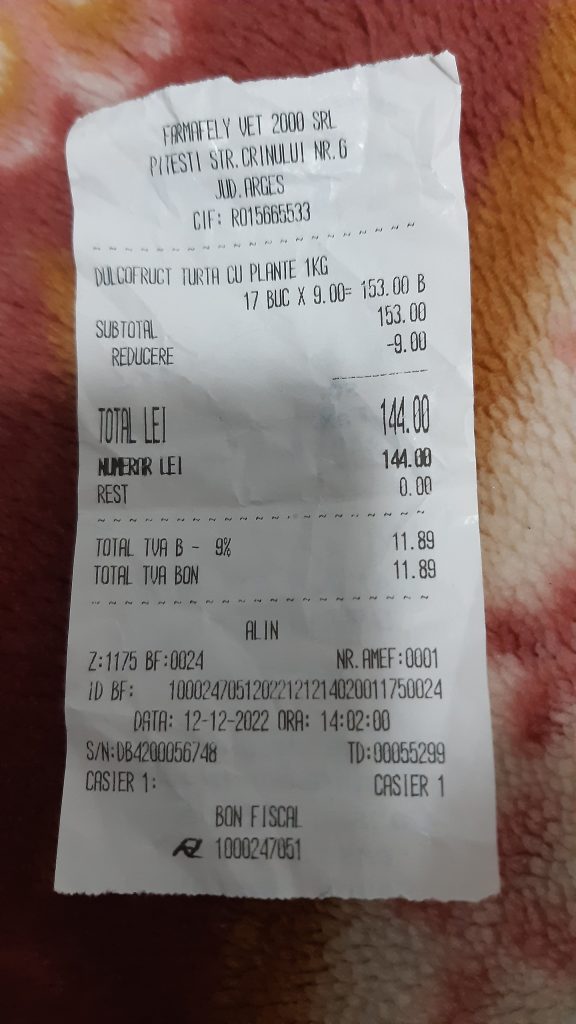 FARMAFELY VET 2000 SRL
PITESTI STR.CRINULUI NR.6
JUD.ARGES
CIF: RO15665533
DULCOFRUCT TURTA CU PLANTE 1KG
17 BUC X 9.00= 153.00 B
SUBTOTAL 153.00
REDUCERE -9.00
TOTAL LEI 144.00
NUMERAR LEI 144.00
REST 0.00
TOTAL TVA B - 9% 11.89
TOTAL TVA BON 11.89
ALIN
Z:1175 BF:0024 NR.AMEF:0001
ID BF: 10002470512022121214020011750024
DATA: 12-12-2022 ORA: 14:02:00
S/N:DB4200056748 TD:00055299
CASIER 1: CASIER 1
BON FISCAL
1000247051